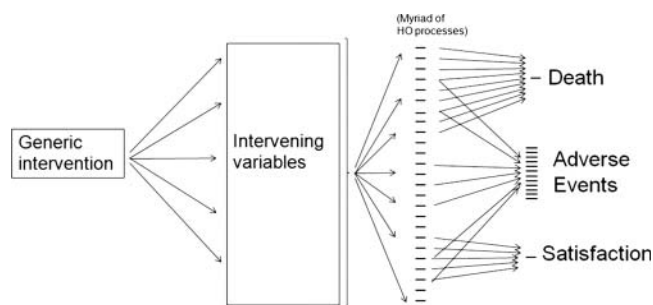 (Myriad of
HO processes)
Generic
intervention
Intervening
variables
Death
Adverse
Events
Satisfaction